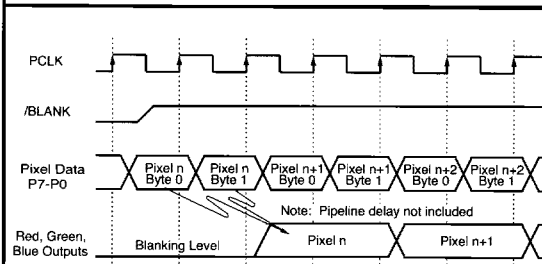 PCLK
/BLANK
Pixel Data
P7-P0
Pixel n
Byte 0
Pixel n
Byte 1
Pixel n+1
Byte 0
Pixel n+1
Byte 1
Pixel n+2
Byte 0
Pixel n+2
Byte 1
Note: Pipeline delay not included
Red, Green,
Blue Outputs
Blanking Level
Pixel n
Pixel n+1